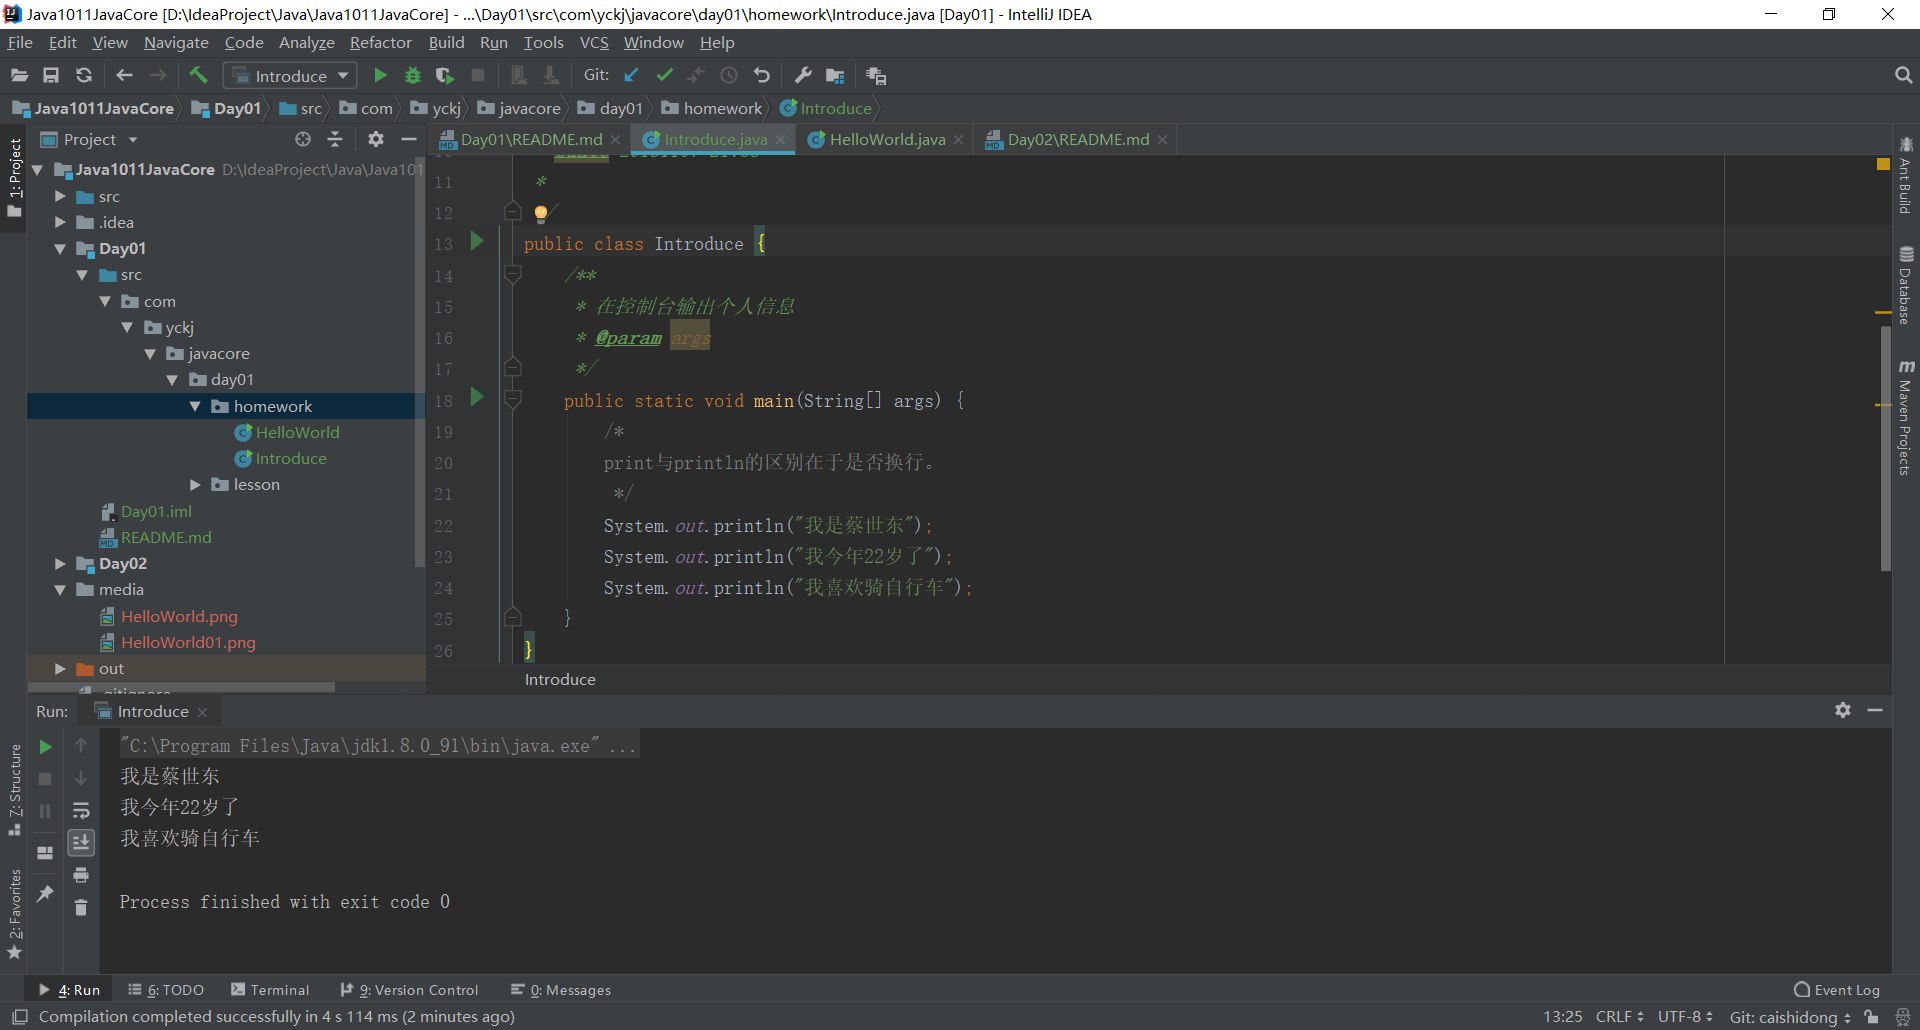 Java1011JavaCore [D:\IdeaProject\Java\Java1011JavaCore] - ...\Day01\src\com\yckj\javacore\day01\homework\Introduce.java [Day01] - IntelliJ IDEA
File Edit View Navigate Code Analyze Refactor Build Run Tools VCS Window Help
Introduce Git:
Java1011JavaCore Day01 src com yckj javacore day01 homework Introduce
Project Day01\README.md Introduce.java HelloWorld.java Day02\README.md
1: Project
Java1011JavaCore D:\IdeaProject\Java\Java101
src
.idea
Day01
src
com
yckj
javacore
day01
homework
HelloWorld
Introduce
lesson
Day01.iml
README.md
Day02
media
HelloWorld.png
HelloWorld01.png
out
.gitignore
11 *
12 */
13 public class Introduce {
14 /**
15 * 在控制台输出个人信息
16 * @param args
17 */
18 public static void main(String[] args) {
19 /*
20 print与println的区别在于是否换行。
21 */
22 System.out.println("我是蔡世东");
23 System.out.println("我今年22岁了");
24 System.out.println("我喜欢骑自行车");
25 }
26 }
Introduce
Ant Build
Database
Maven Projects
Run: Introduce
"C:\Program Files\Java\jdk1.8.0_91\bin\java.exe" ...
我是蔡世东
我今年22岁了
我喜欢骑自行车
Process finished with exit code 0
7: Structure
2: Favorites
4: Run 6: TODO Terminal 9: Version Control 0: Messages Event Log
Compilation completed successfully in 4 s 114 ms (2 minutes ago) 13:25 CRLF UTF-8 Git: caishidong